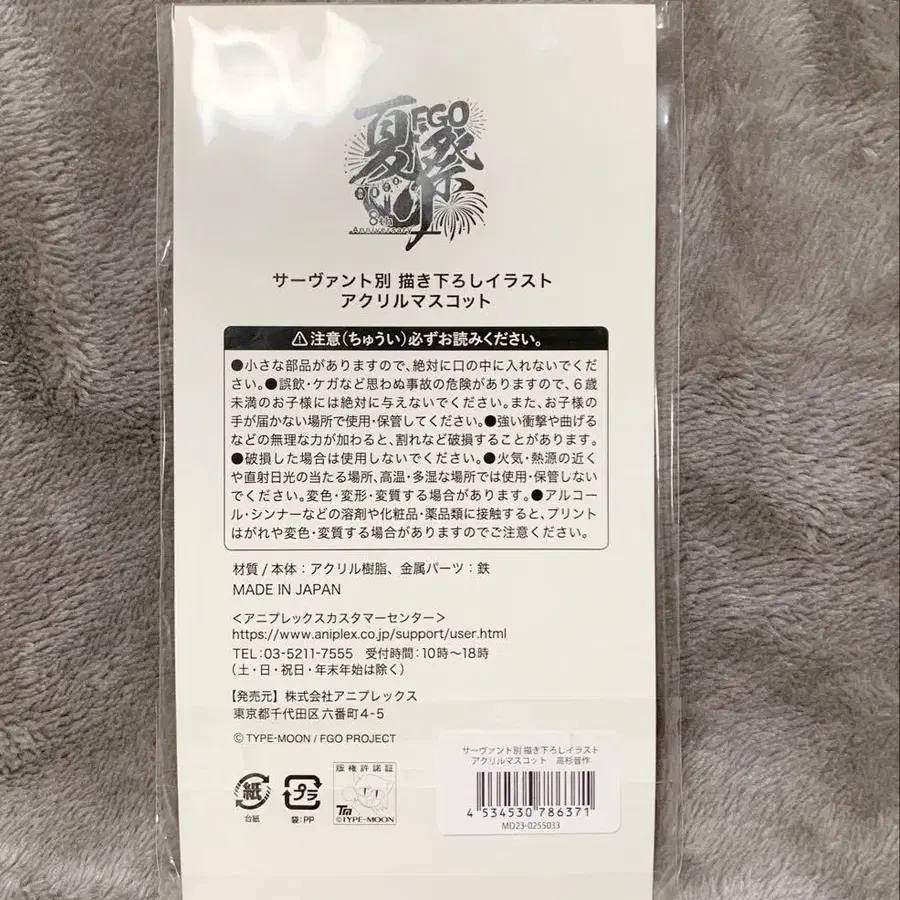 FGO
夏祭
8th
Anniversary
サーヴァント別 描き下ろしイラスト
アクリルマスコット
⚠注意(ちゅうい)必ずお読みください。
●小さな部品がありますので、絶対に口の中に入れないでくだ
さい。●誤飲・ケガなど思わぬ事故の危険がありますので、6歳
未満のお子様には絶対に与えないでください。また、お子様の
手が届かない場所で使用・保管してください。●強い衝撃や曲げる
などの無理な力が加わると、割れなど破損することがあります。
●破損した場合は使用しないでください。●火気・熱源の近く
や直射日光の当たる場所、高温・多湿な場所では使用・保管しない
でください。変色・変形・変質する場合があります。●アルコー
ル・シンナーなどの溶剤や化粧品・薬品類に接触すると、プリント
はがれや変色・変質する場合がありますのでご注意ください。
材質 / 本体：アクリル樹脂、金属パーツ：鉄
MADE IN JAPAN
＜アニプレックスカスタマーセンター＞
https://www.aniplex.co.jp/support/user.html
TEL：03-5211-7555 受付時間：10時～18時
(土・日・祝日・年末年始は除く)
【発売元】株式会社アニプレックス
東京都千代田区六番町4-5
© TYPE-MOON / FGO PROJECT
紙
台紙
プラ
袋：PP
版権許諾証
TM
©TYPE-MOON
サーヴァント別 描き下ろしイラスト
アクリルマスコット 高杉晋作
4 534530 786371
MD23-0255033